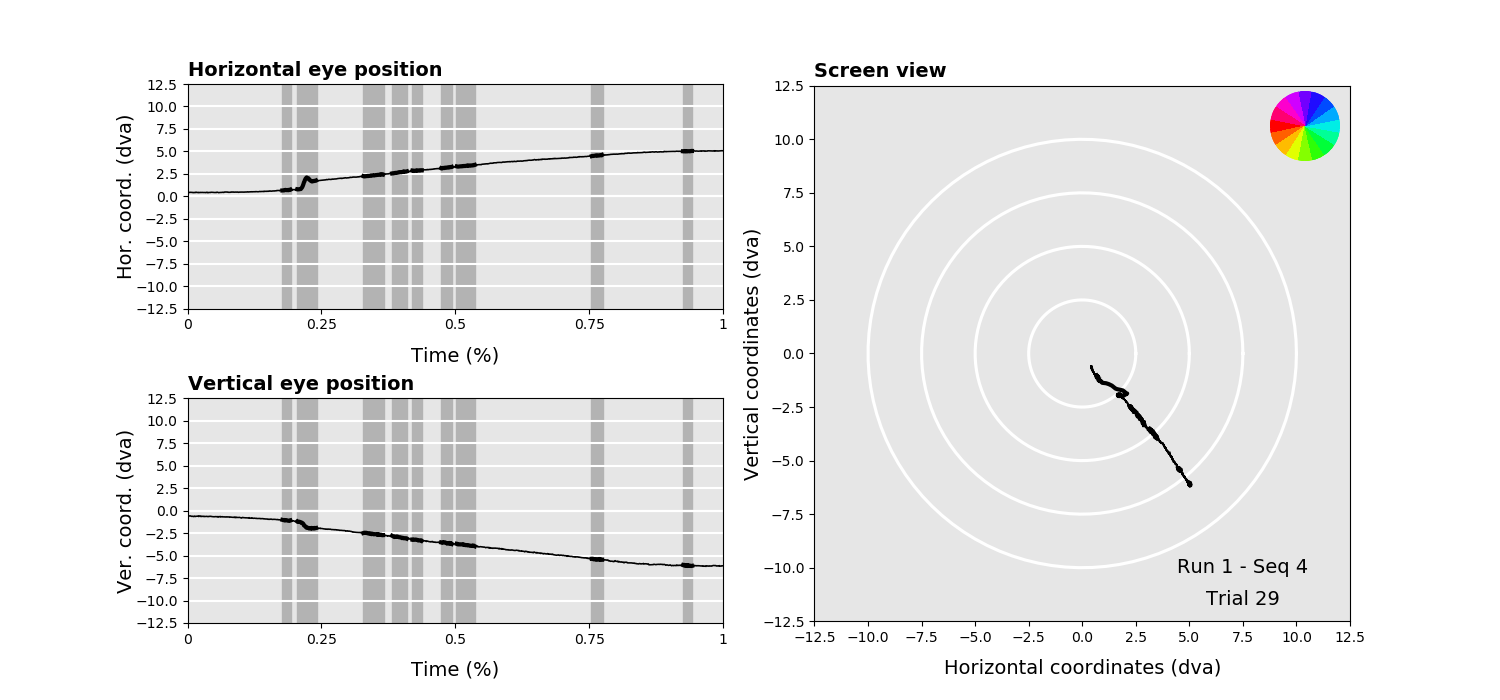 Horizontal eye position
12.5
10.0
7.5
5.0
2.5
0.0
−2.5
−5.0
−7.5
−10.0
−12.5
Hor. coord. (dva)
0 0.25 0.5 0.75 1
Time (%)
Vertical eye position
12.5
10.0
7.5
5.0
2.5
0.0
−2.5
−5.0
−7.5
−10.0
−12.5
Ver. coord. (dva)
0 0.25 0.5 0.75 1
Time (%)
Screen view
12.5
10.0
7.5
5.0
2.5
0.0
−2.5
−5.0
−7.5
−10.0
−12.5
Vertical coordinates (dva)
Run 1 - Seq 4
Trial 29
−12.5 −10.0 −7.5 −5.0 −2.5 0.0 2.5 5.0 7.5 10.0 12.5
Horizontal coordinates (dva)